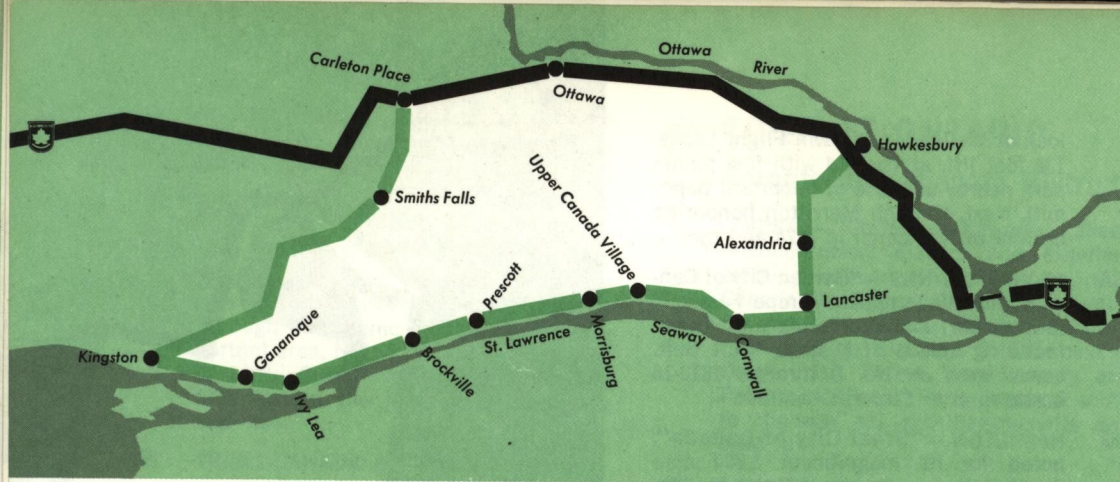 Carleton Place
Ottawa
River
Ottawa
Hawkesbury
Smiths Falls
Upper Canada Village
Alexandria
Prescott
Lancaster
Gananoque
St. Lawrence
Seaway
Morrisburg
Cornwall
Kingston
Brockville
Ivy Lea